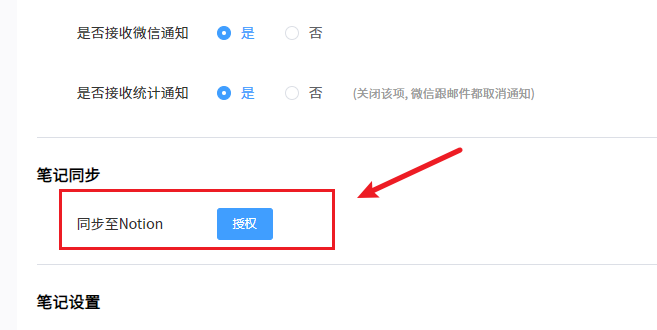 是否接收微信通知 是 否
是否接收统计通知 是 否 (关闭该项, 微信跟邮件都取消通知)
笔记同步
同步至Notion 授权
笔记设置